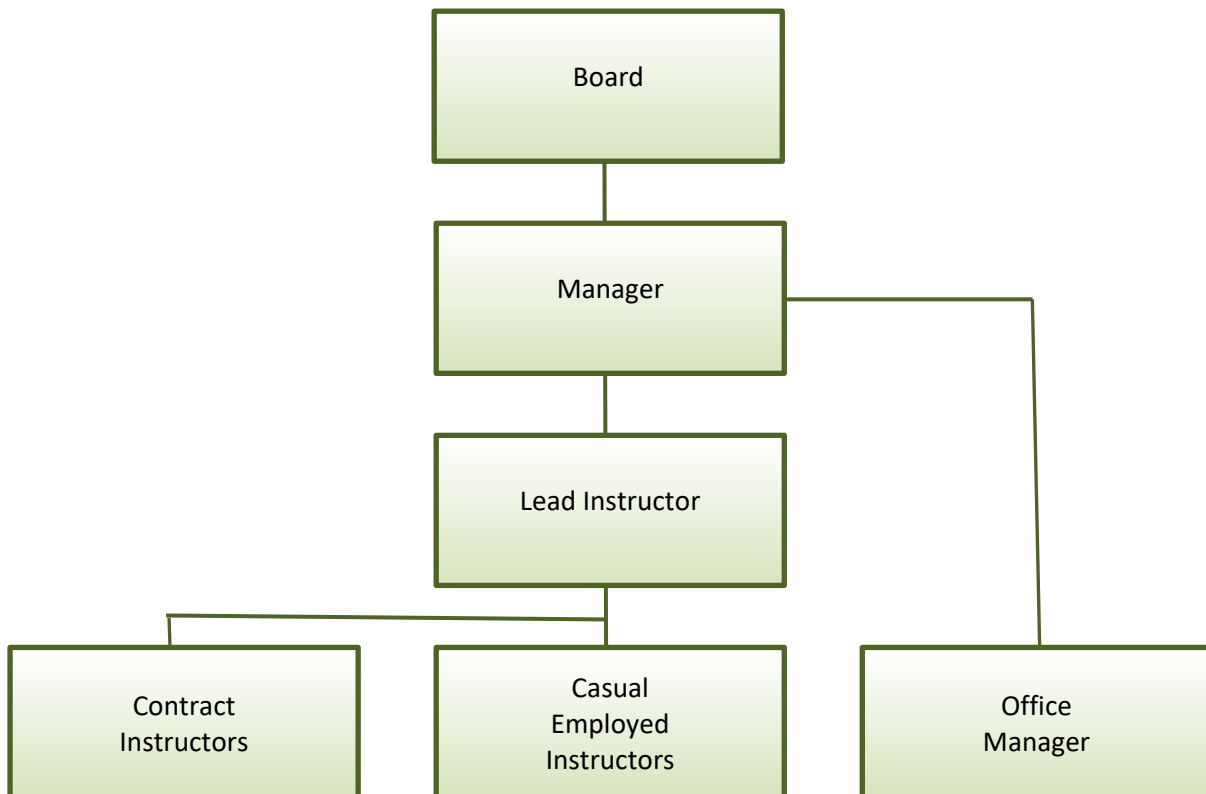 Board
Manager
Lead Instructor
Contract
Instructors
Casual
Employed
Instructors
Office
Manager